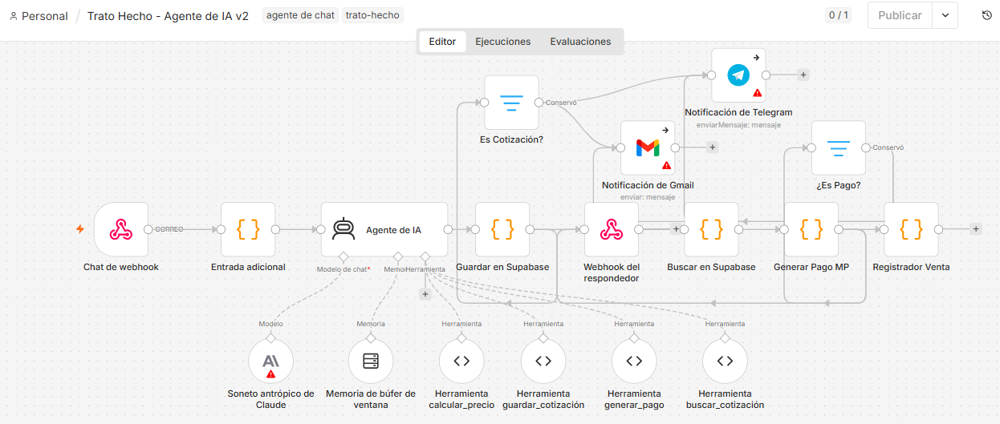 Personal / Trato Hecho - Agente de IA v2 agente de chat trato-hecho 0 / 1 Publicar
Editor Ejecuciones Evaluaciones
Conservó
Es Cotización?
Notificación de Telegram
enviarMensaje: mensaje
Conservó
Notificación de Gmail
enviar: mensaje
¿Es Pago?
CORREO
Chat de webhook
Entrada adicional
Agente de IA
Modelo de chat*
Memori
Herramienta
Guardar en Supabase
Webhook del
respondedor
Buscar en Supabase
Generar Pago MP
Registrador Venta
Modelo
Memoria
Herramienta
Herramienta
Herramienta
Herramienta
Soneto antrópico de
Claude
Memoria de búfer de
ventana
Herramienta
calcular_precio
Herramienta
guardar_cotización
Herramienta
generar_pago
Herramienta
buscar_cotización